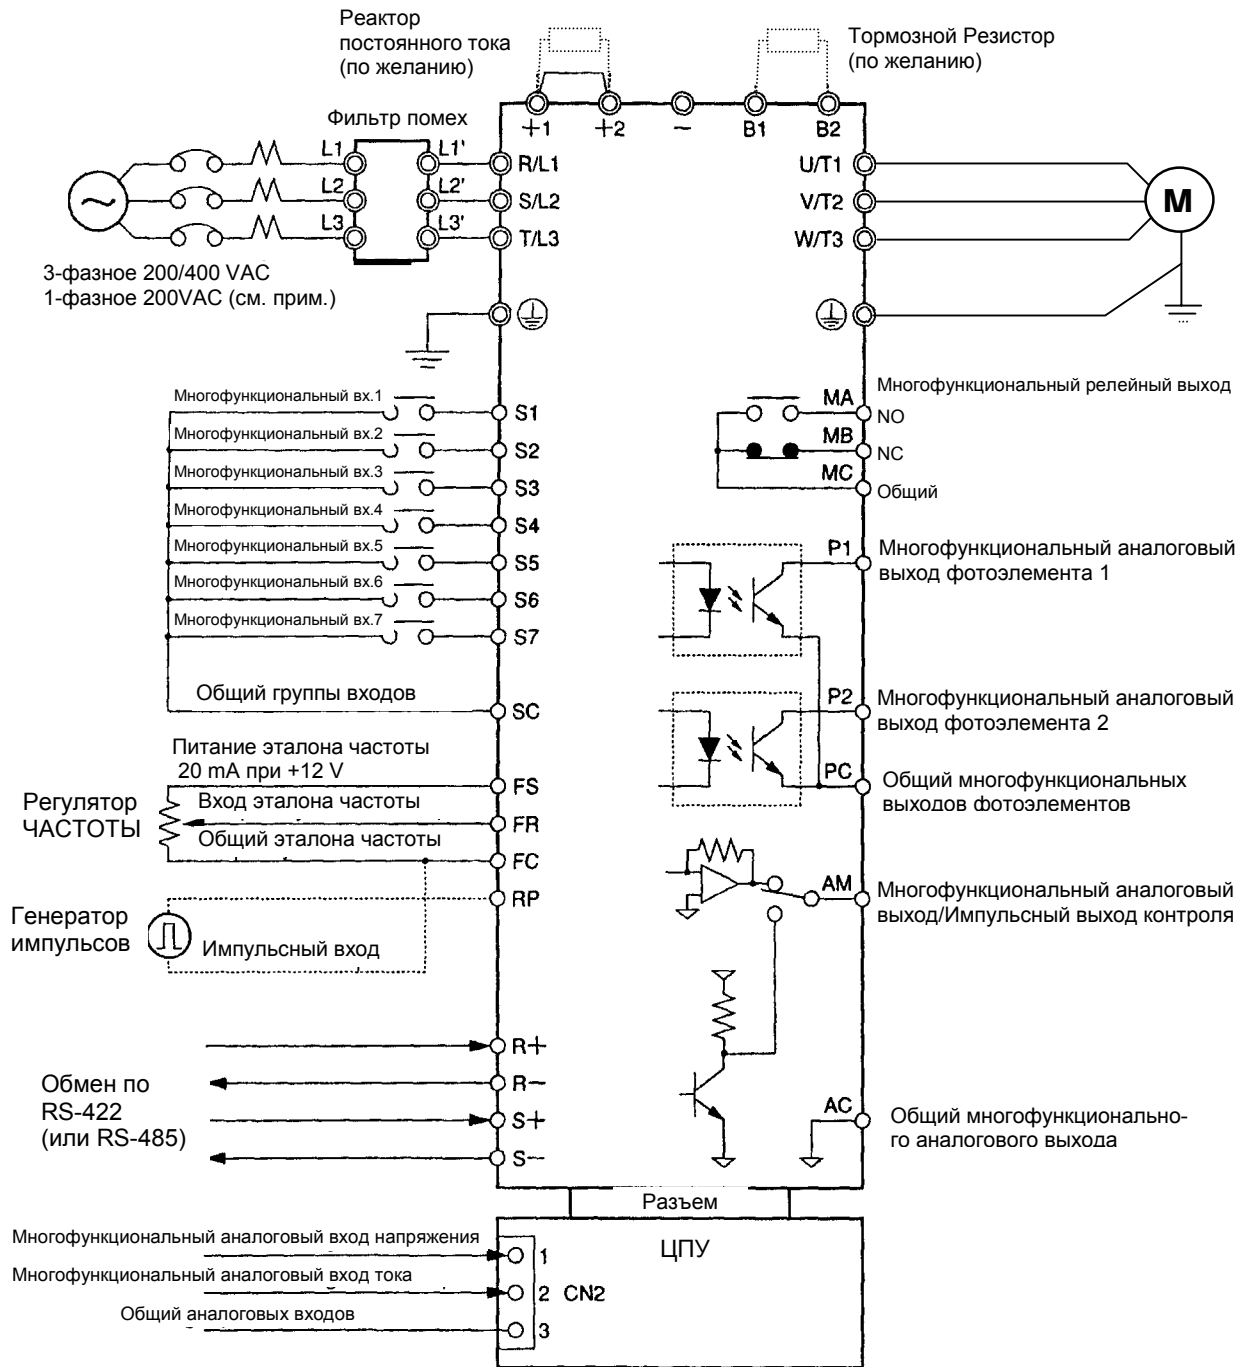 Реактор
постоянного тока
(по желанию)
Тормозной Резистор
(по желанию)
Фильтр помех
+1
+2
−
B1
B2
L1
L1'
R/L1
L2
L2'
S/L2
L3
L3'
T/L3
U/T1
V/T2
W/T3
M
3-фазное 200/400 VAC
1-фазное 200VAC (см. прим.)
Многофункциональный вх.1
S1
Многофункциональный вх.2
S2
Многофункциональный вх.3
S3
Многофункциональный вх.4
S4
Многофункциональный вх.5
S5
Многофункциональный вх.6
S6
Многофункциональный вх.7
S7
Общий группы входов
SC
Многофункциональный релейный выход
MA
NO
MB
NC
MC
Общий
P1
Многофункциональный аналоговый
выход фотоэлемента 1
P2
Многофункциональный аналоговый
выход фотоэлемента 2
PC
Общий многофункциональных
выходов фотоэлементов
Питание эталона частоты
20 mA при +12 V
FS
Регулятор
ЧАСТОТЫ
Вход эталона частоты
FR
Общий эталона частоты
FC
RP
Генератор
импульсов
Импульсный вход
AM
Многофункциональный аналоговый
выход/Импульсный выход контроля
Обмен по
RS-422
(или RS-485)
R+
R−
S+
S−
AC
Общий многофункционально-
го аналогового выхода
Разъем
ЦПУ
Многофункциональный аналоговый вход напряжения
1
Многофункциональный аналоговый вход тока
2 CN2
Общий аналоговых входов
3